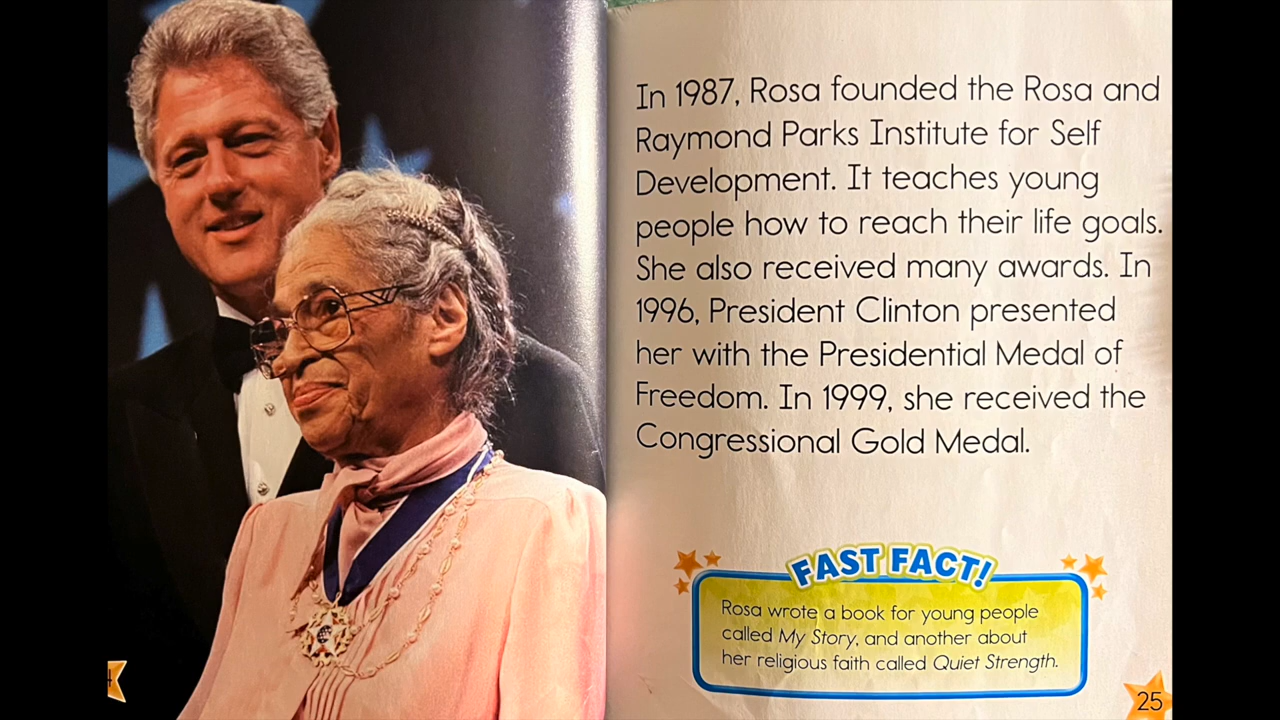 In 1987, Rosa founded the Rosa and
Raymond Parks Institute for Self
Development. It teaches young
people how to reach their life goals.
She also received many awards. In
1996, President Clinton presented
her with the Presidential Medal of
Freedom. In 1999, she received the
Congressional Gold Medal.
FAST FACT!
Rosa wrote a book for young people
called My Story, and another about
her religious faith called Quiet Strength.
25